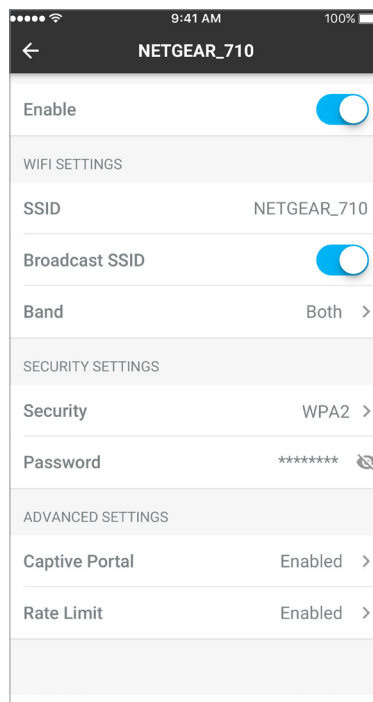 9:41 AM 100%
NETGEAR_710
Enable
WIFI SETTINGS
SSID NETGEAR_710
Broadcast SSID
Band Both >
SECURITY SETTINGS
Security WPA2 >
Password ********
ADVANCED SETTINGS
Captive Portal Enabled >
Rate Limit Enabled >